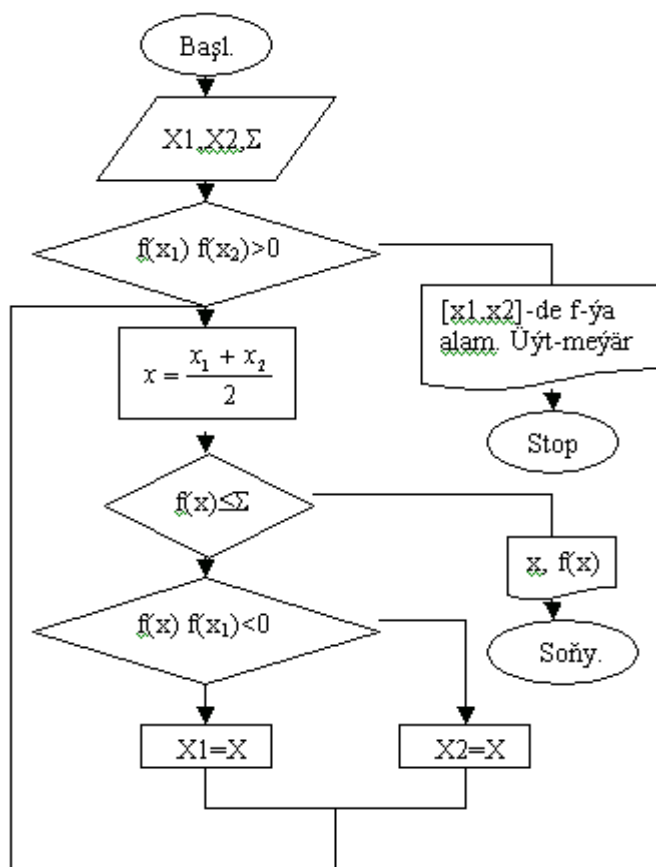 Başl.
X1,X2,Σ
f(x₁) f(x₂)>0
[x1,x2]-de f-ýa
alam. Üýt-meýär
Stop
x = (x₁ + x₂)/2
f(x)≤Σ
x, f(x)
Soňy.
f(x) f(x₁)<0
X1=X
X2=X